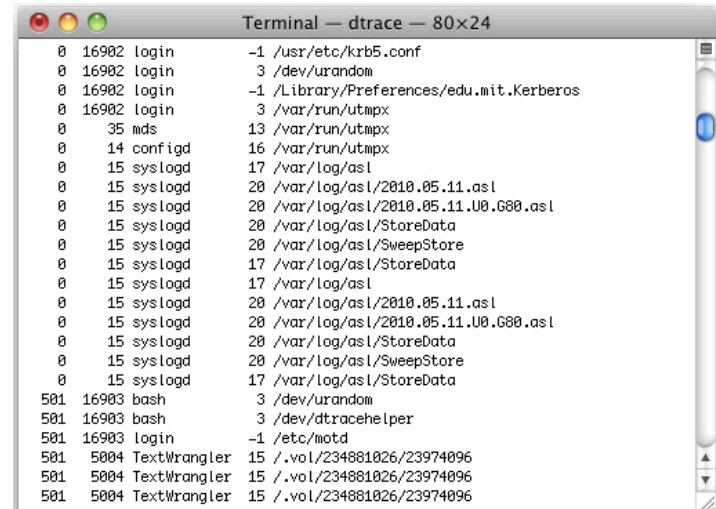 Terminal — dtrace — 80×24
0 16902 login -1 /usr/etc/krb5.conf
0 16902 login 3 /dev/urandom
0 16902 login -1 /Library/Preferences/edu.mit.Kerberos
0 16902 login 3 /var/run/utmpx
0 35 mds 13 /var/run/utmpx
0 14 configd 16 /var/run/utmpx
0 15 syslogd 17 /var/log/asl
0 15 syslogd 20 /var/log/asl/2010.05.11.asl
0 15 syslogd 20 /var/log/asl/2010.05.11.U0.G80.asl
0 15 syslogd 20 /var/log/asl/StoreData
0 15 syslogd 20 /var/log/asl/SweepStore
0 15 syslogd 17 /var/log/asl/StoreData
0 15 syslogd 17 /var/log/asl
0 15 syslogd 20 /var/log/asl/2010.05.11.asl
0 15 syslogd 20 /var/log/asl/2010.05.11.U0.G80.asl
0 15 syslogd 20 /var/log/asl/StoreData
0 15 syslogd 20 /var/log/asl/SweepStore
0 15 syslogd 17 /var/log/asl/StoreData
501 16903 bash 3 /dev/urandom
501 16903 bash 3 /dev/dtracehelper
501 16903 login -1 /etc/motd
501 5004 TextWrangler 15 /.vol/234881026/23974096
501 5004 TextWrangler 15 /.vol/234881026/23974096
501 5004 TextWrangler 15 /.vol/234881026/23974096